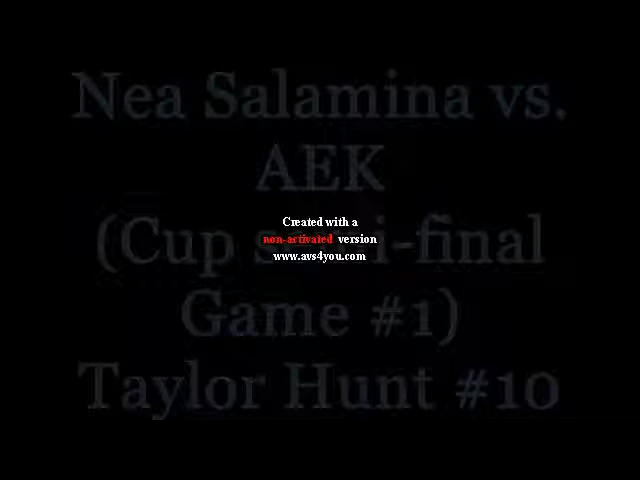 Nea Salamina vs.
AEK
(Cup semi-final
Game #1)
Taylor Hunt #10
Created with a
non-activated version
www.avs4you.com